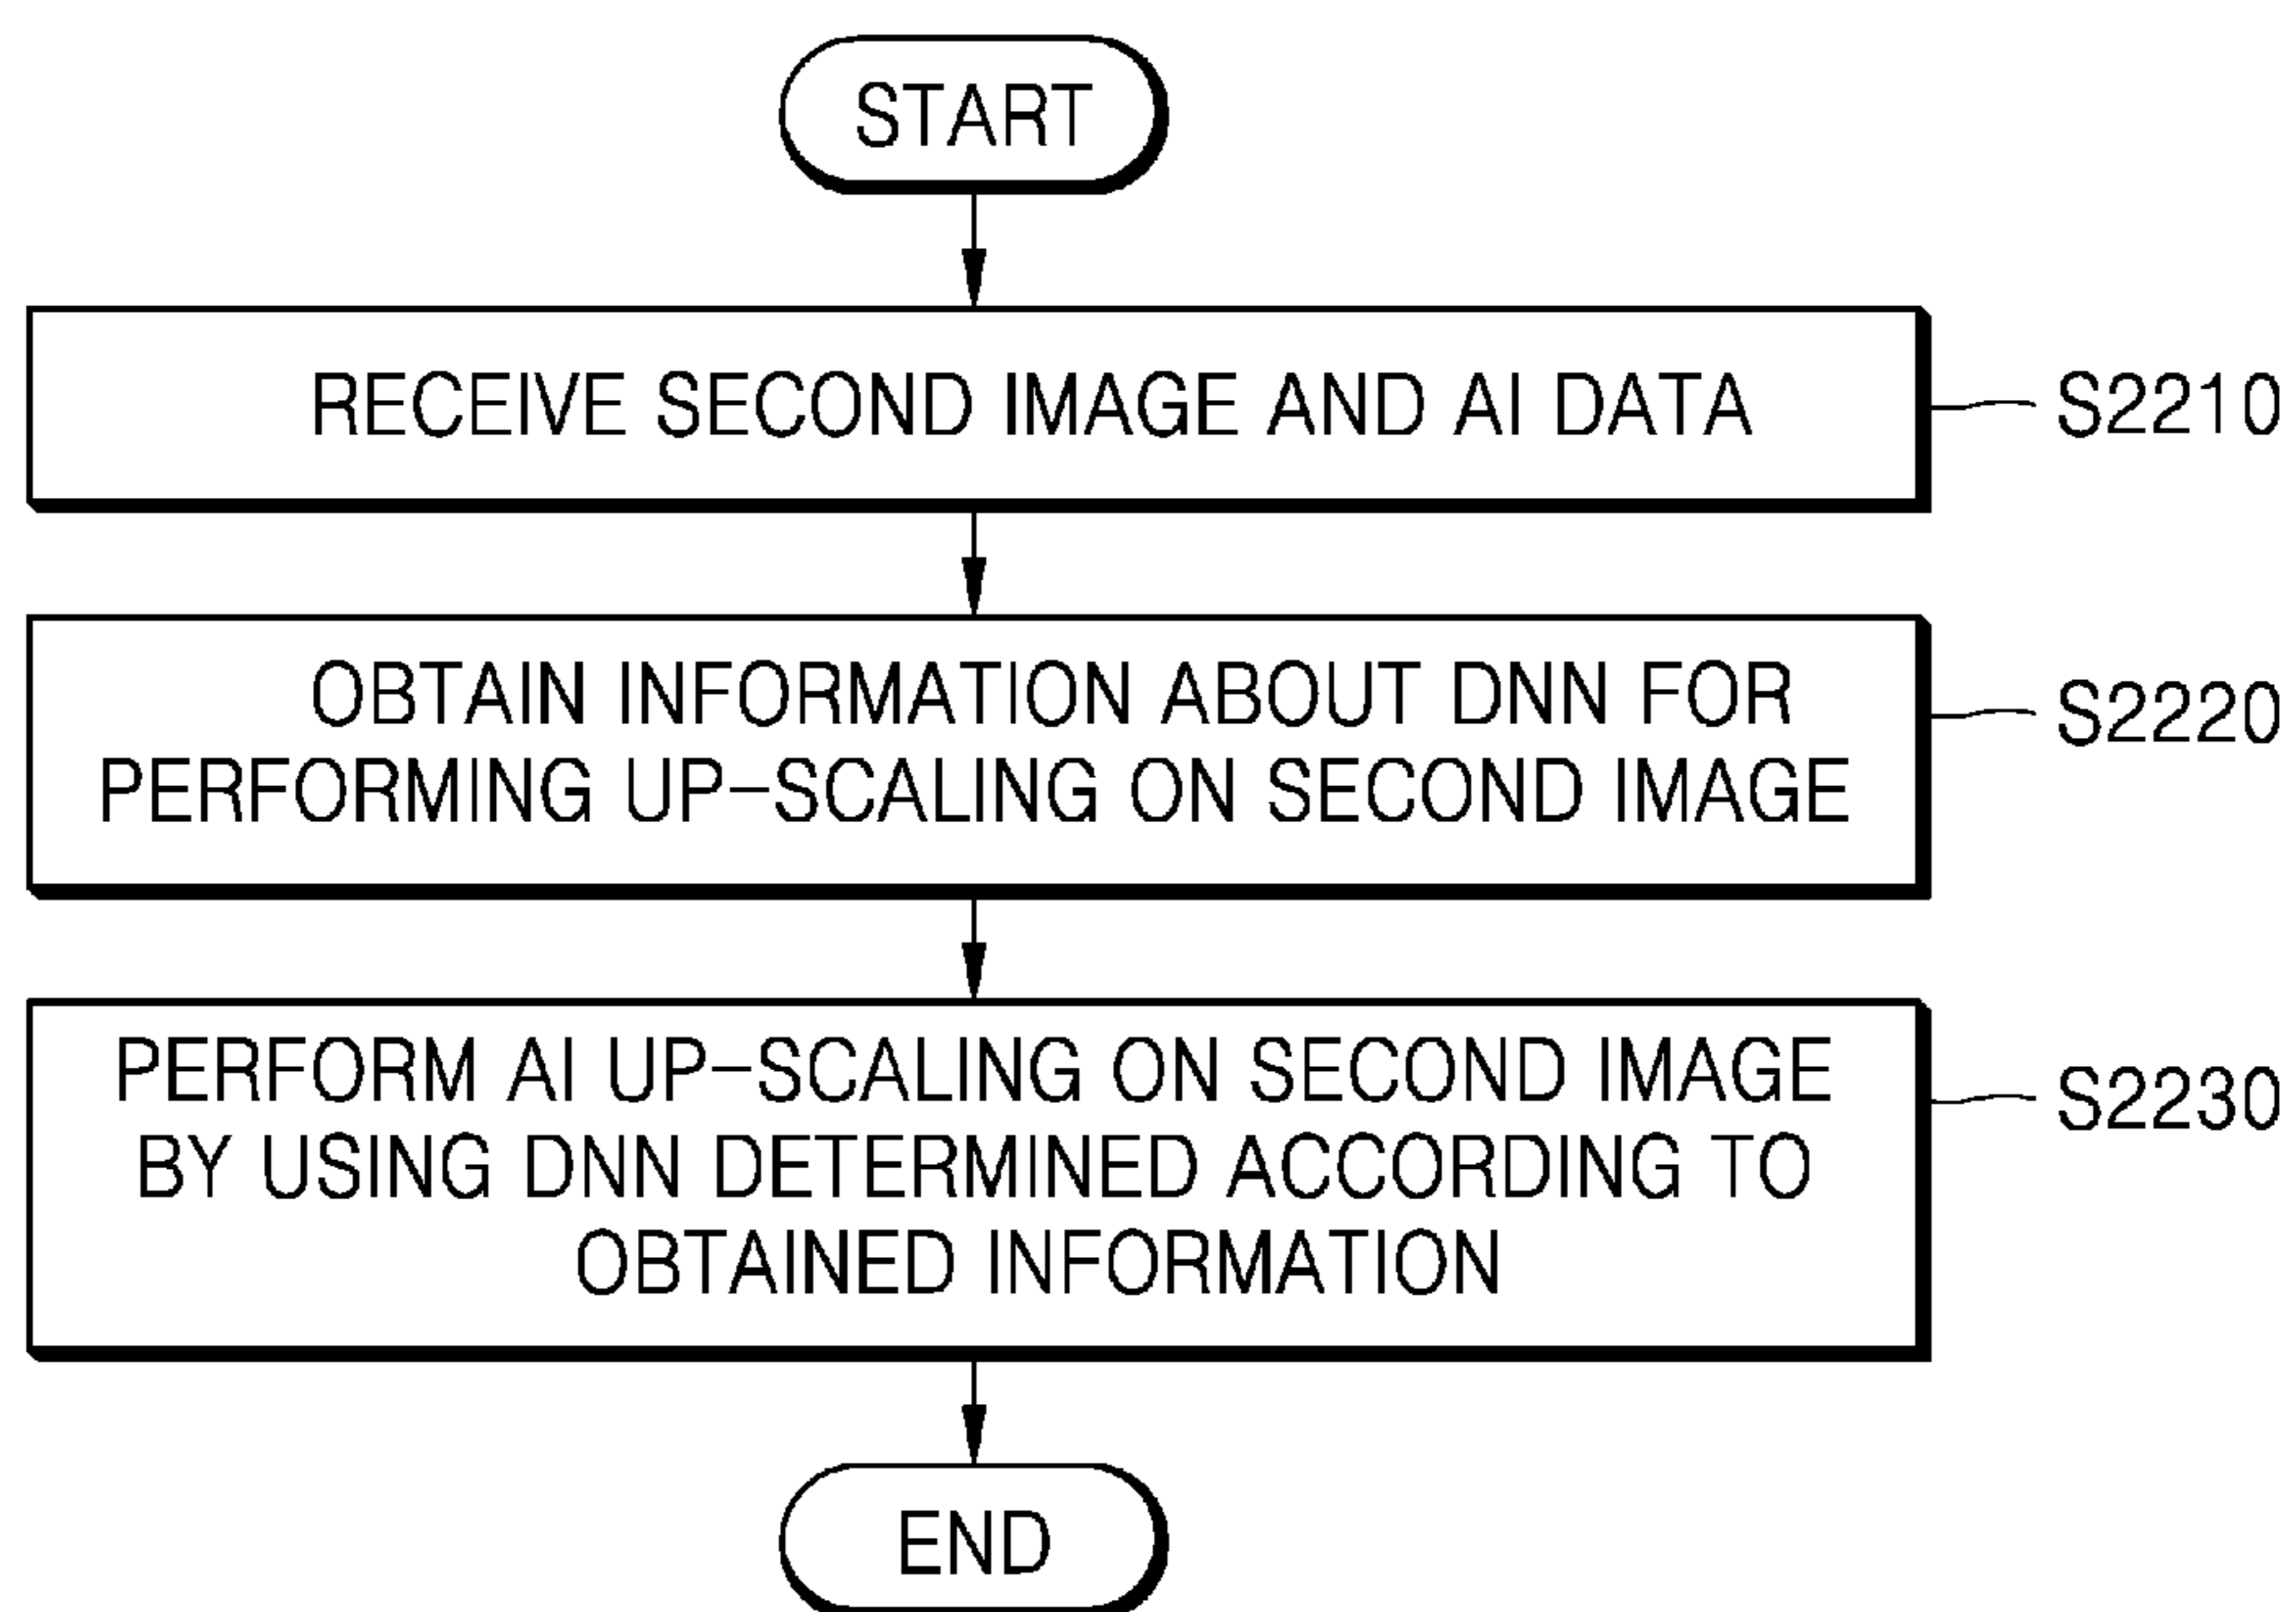 START
RECEIVE SECOND IMAGE AND AI DATA
S2210
OBTAIN INFORMATION ABOUT DNN FOR
PERFORMING UP-SCALING ON SECOND IMAGE
S2220
PERFORM AI UP-SCALING ON SECOND IMAGE
BY USING DNN DETERMINED ACCORDING TO
OBTAINED INFORMATION
S2230
END